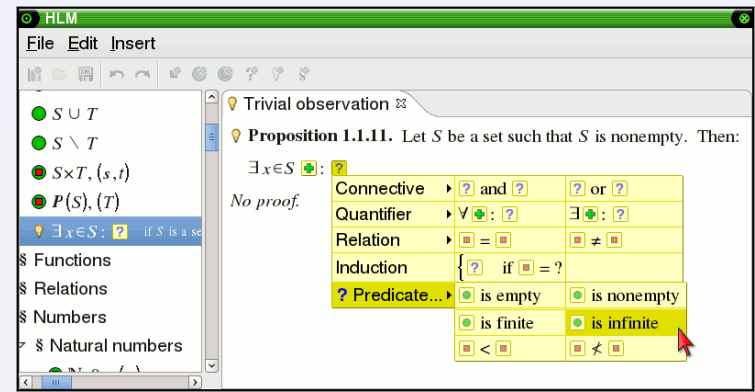 HLM
File Edit Insert
S ∪ T
S \ T
S×T, (s,t)
P(S), (T)
∃ x∈S : ? if S is a se
§ Functions
§ Relations
§ Numbers
§ Natural numbers
Trivial observation
Proposition 1.1.11. Let S be a set such that S is nonempty. Then:
∃ x∈S : ?
No proof.
Connective ? and ? ? or ?
Quantifier ∀ : ? ∃ : ?
Relation = ≠
Induction { ? if = ?
? Predicate... is empty is nonempty
is finite is infinite
< ≮